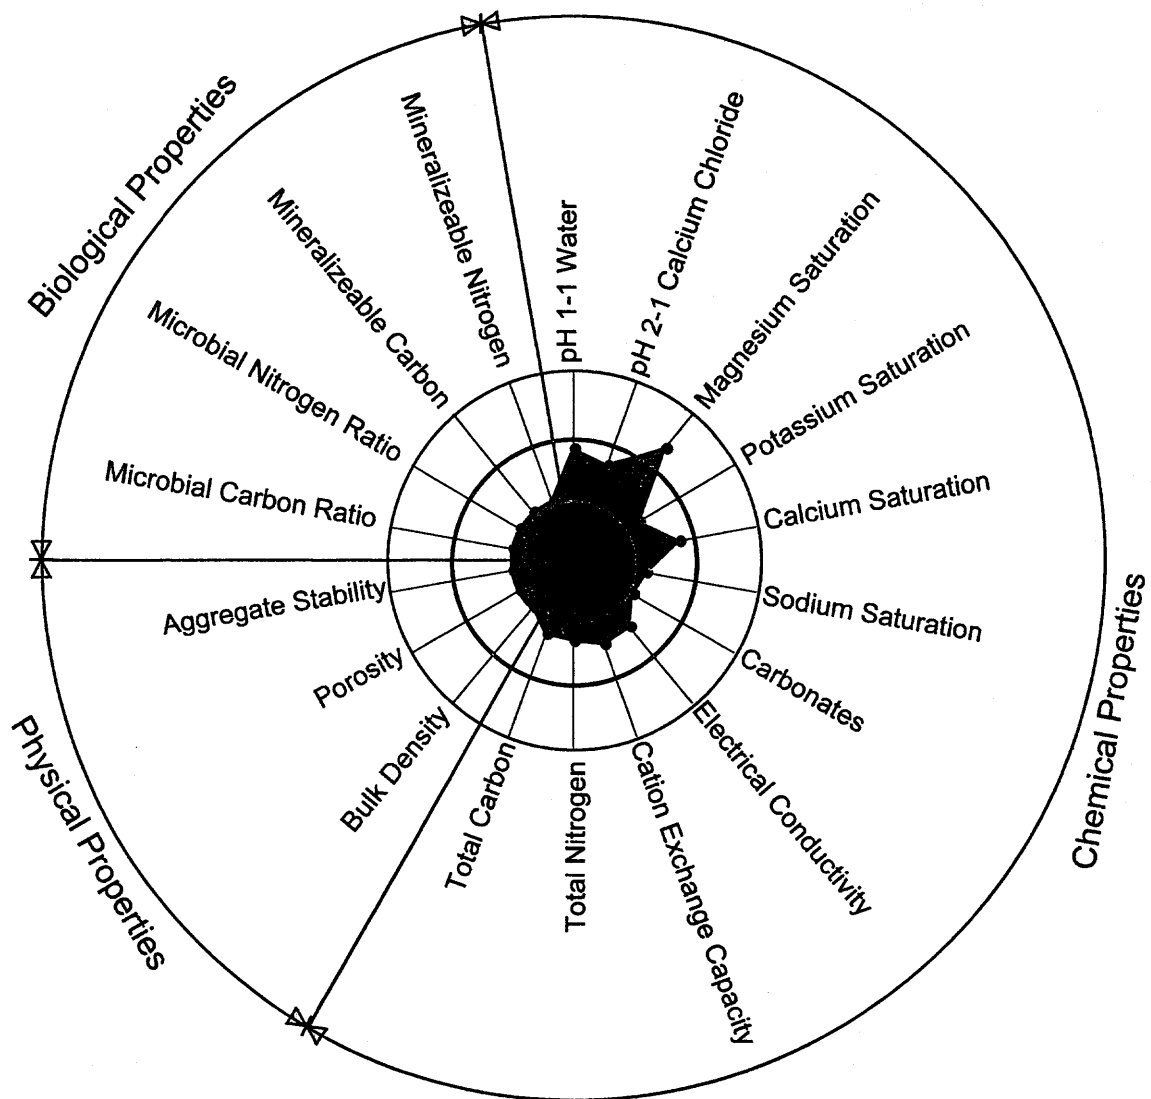 Biological Properties
Mineralizeable Nitrogen
Mineralizeable Carbon
Microbial Nitrogen Ratio
Microbial Carbon Ratio
pH 1-1 Water
pH 2-1 Calcium Chloride
Magnesium Saturation
Potassium Saturation
Calcium Saturation
Sodium Saturation
Carbonates
Electrical Conductivity
Cation Exchange Capacity
Total Nitrogen
Total Carbon
Chemical Properties
Aggregate Stability
Porosity
Bulk Density
Physical Properties